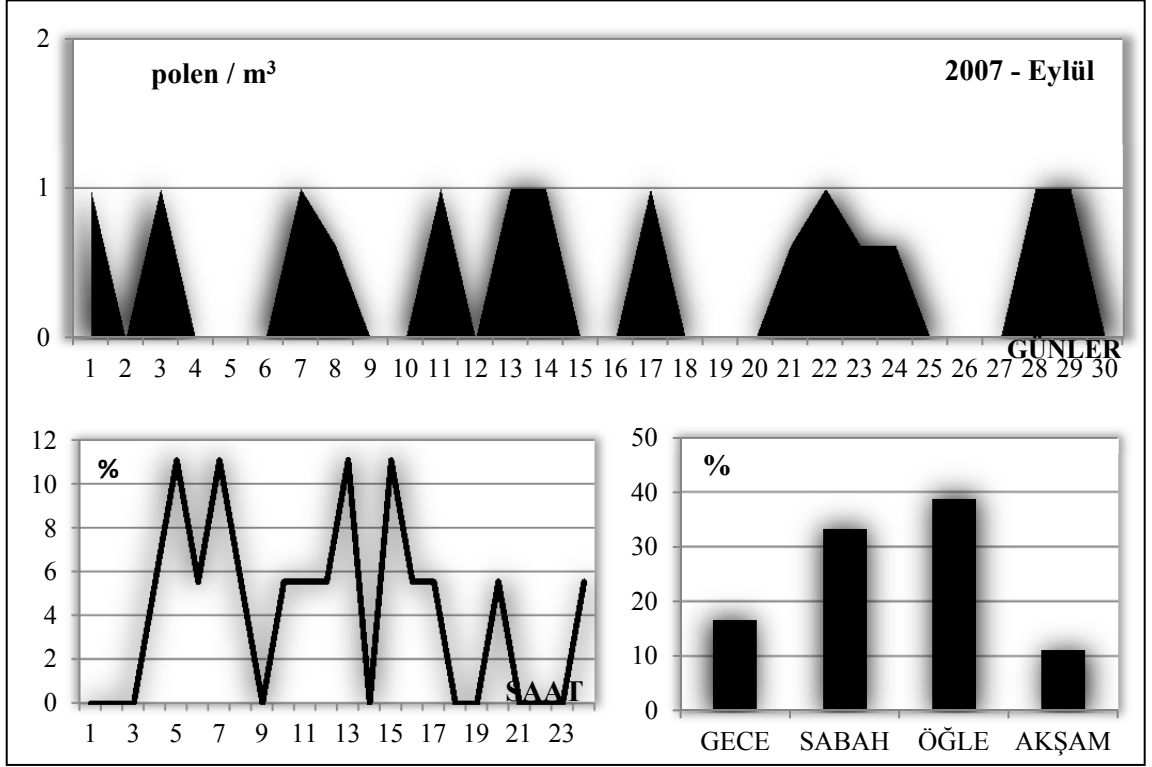 2
polen / m³
2007 - Eylül
1
0
GÜNLER
1 2 3 4 5 6 7 8 9 10 11 12 13 14 15 16 17 18 19 20 21 22 23 24 25 26 27 28 29 30
12
%
10
8
6
4
2
0
SAAT
1 3 5 7 9 11 13 15 17 19 21 23
50
%
40
30
20
10
0
GECE SABAH ÖĞLE AKŞAM